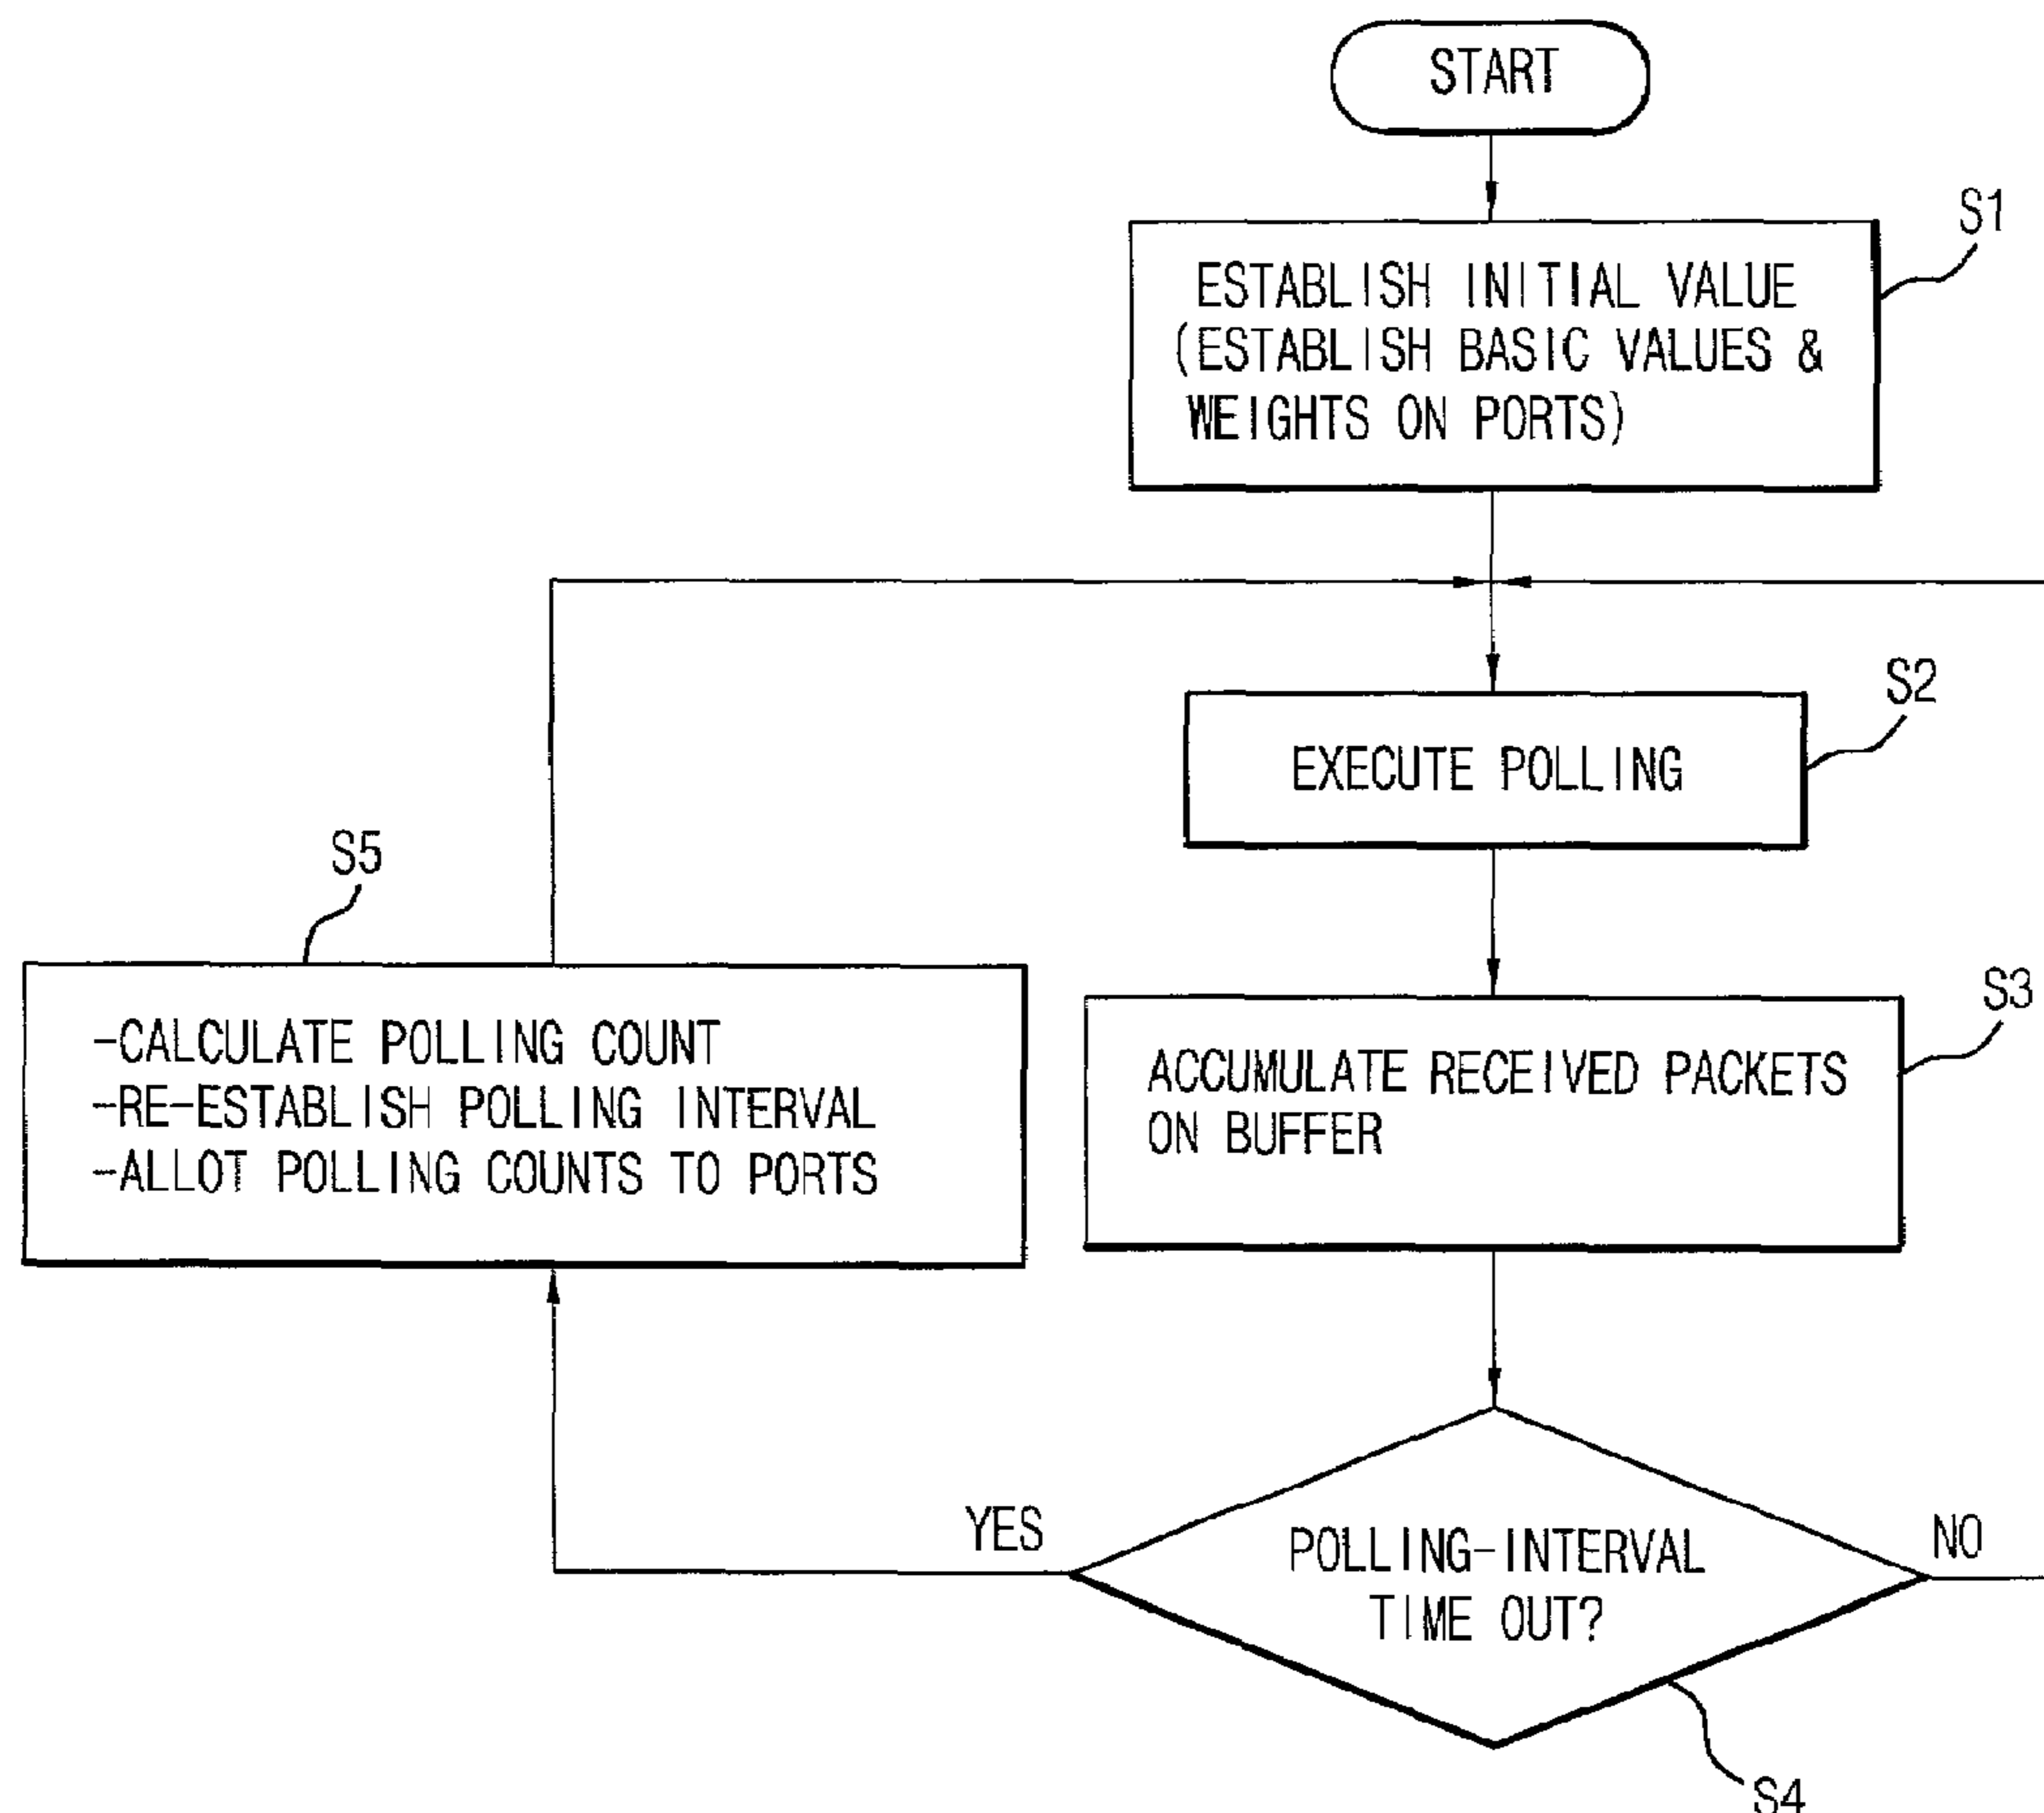 START
S1
ESTABLISH INITIAL VALUE
(ESTABLISH BASIC VALUES &
WEIGHTS ON PORTS)
S2
EXECUTE POLLING
S5
-CALCULATE POLLING COUNT
-RE-ESTABLISH POLLING INTERVAL
-ALLOT POLLING COUNTS TO PORTS
S3
ACCUMULATE RECEIVED PACKETS
ON BUFFER
YES
POLLING-INTERVAL
TIME OUT?
NO
S4